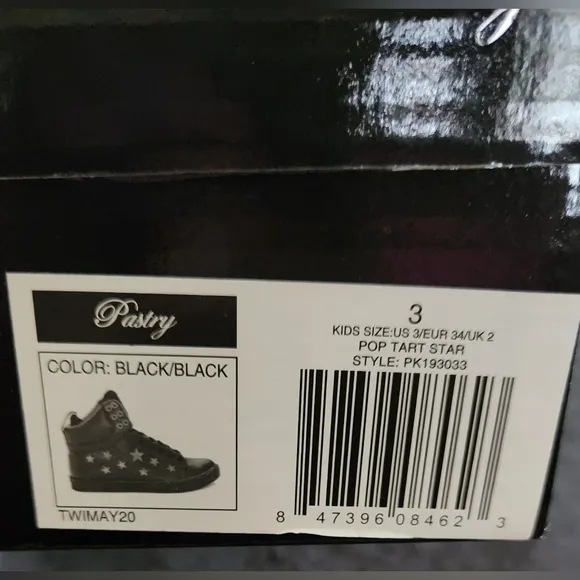 Pastry
COLOR: BLACK/BLACK
TWIMAY20
3
KIDS SIZE:US 3/EUR 34/UK 2
POP TART STAR
STYLE: PK193033
8 47396 08462 3